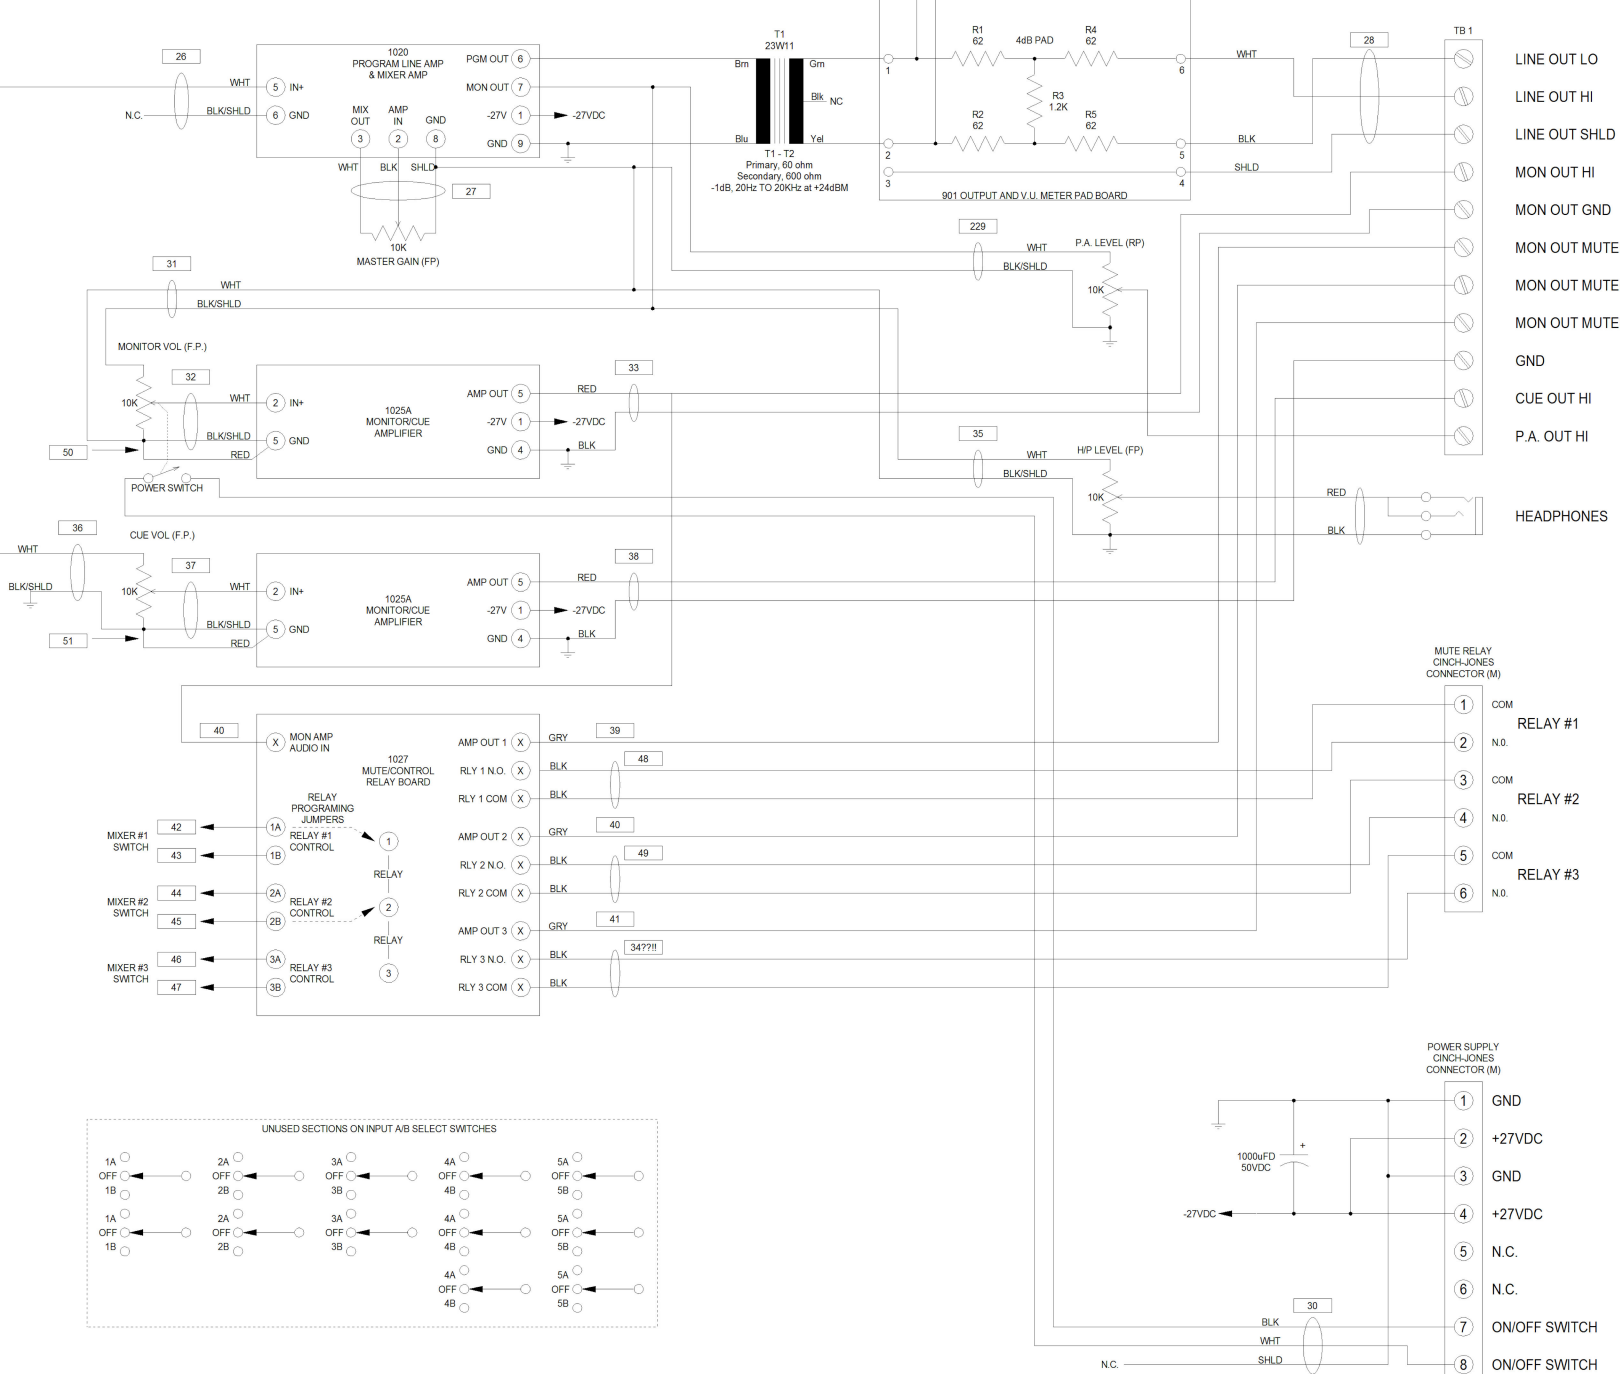 26
WHT
N.C.
BLK/SHLD
5 IN+
6 GND
1020
PROGRAM LINE AMP
& MIXER AMP
MIX
OUT
AMP
IN
GND
3
2
8
PGM OUT 6
MON OUT 7
-27V 1
-27VDC
GND 9
WHT
BLK
SHLD
27
10K
MASTER GAIN (FP)
T1
23W11
Brn
Grn
Blk
NC
Blu
Yel
T1 - T2
Primary, 60 ohm
Secondary, 600 ohm
-1dB, 20Hz TO 20KHz at +24dBM
1
2
3
R1
62
4dB PAD
R4
62
R3
1.2K
R2
62
R5
62
6
5
4
901 OUTPUT AND V.U. METER PAD BOARD
WHT
BLK
SHLD
28
TB 1
LINE OUT LO
LINE OUT HI
LINE OUT SHLD
MON OUT HI
MON OUT GND
MON OUT MUTE
MON OUT MUTE
MON OUT MUTE
GND
CUE OUT HI
P.A. OUT HI
229
WHT
BLK/SHLD
P.A. LEVEL (RP)
10K
31
WHT
BLK/SHLD
MONITOR VOL (F.P.)
10K
32
WHT
BLK/SHLD
RED
50
POWER SWITCH
2 IN+
5 GND
1025A
MONITOR/CUE
AMPLIFIER
AMP OUT 5
-27V 1
-27VDC
GND 4
RED
BLK
33
35
WHT
BLK/SHLD
H/P LEVEL (FP)
10K
RED
BLK
HEADPHONES
36
WHT
BLK/SHLD
CUE VOL (F.P.)
10K
37
WHT
BLK/SHLD
RED
51
2 IN+
5 GND
1025A
MONITOR/CUE
AMPLIFIER
AMP OUT 5
-27V 1
-27VDC
GND 4
RED
BLK
38
40
X MON AMP
AUDIO IN
1027
MUTE/CONTROL
RELAY BOARD
RELAY
PROGRAMING
JUMPERS
MIXER #1
SWITCH
42
43
1A
1B
RELAY #1
CONTROL
1
RELAY
MIXER #2
SWITCH
44
45
2A
2B
RELAY #2
CONTROL
2
RELAY
MIXER #3
SWITCH
46
47
3A
3B
RELAY #3
CONTROL
3
AMP OUT 1 X
GRY
39
RLY 1 N.O. X
BLK
48
RLY 1 COM X
BLK
AMP OUT 2 X
GRY
40
RLY 2 N.O. X
BLK
49
RLY 2 COM X
BLK
AMP OUT 3 X
GRY
41
RLY 3 N.O. X
BLK
34??!!
RLY 3 COM X
BLK
MUTE RELAY
CINCH-JONES
CONNECTOR (M)
1 COM
RELAY #1
2 N.0.
3 COM
RELAY #2
4 N.0.
5 COM
RELAY #3
6 N.0.
UNUSED SECTIONS ON INPUT A/B SELECT SWITCHES
1A 2A 3A 4A 5A
OFF OFF OFF OFF OFF
1B 2B 3B 4B 5B
1A 2A 3A 4A 5A
OFF OFF OFF OFF OFF
1B 2B 3B 4B 5B
4A 5A
OFF OFF
4B 5B
POWER SUPPLY
CINCH-JONES
CONNECTOR (M)
1 GND
2 +27VDC
3 GND
4 +27VDC
5 N.C.
6 N.C.
7 ON/OFF SWITCH
8 ON/OFF SWITCH
+
1000uFD
50VDC
-27VDC
30
BLK
WHT
N.C.
SHLD